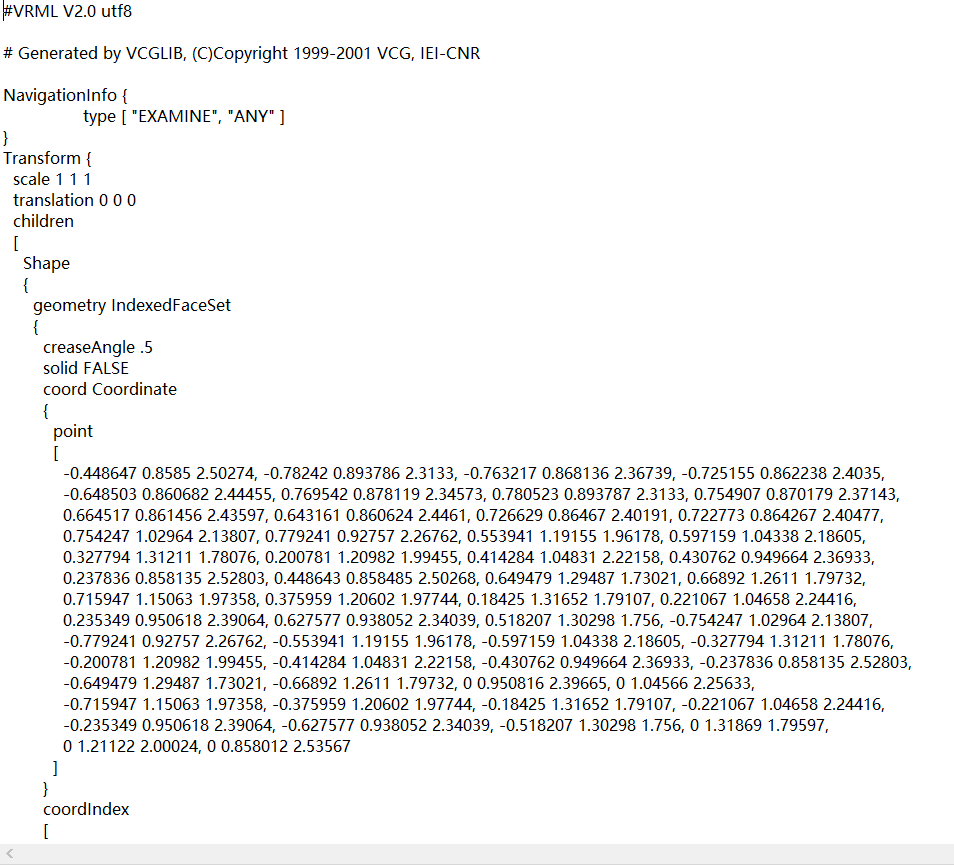 #VRML V2.0 utf8
# Generated by VCGLIB, (C)Copyright 1999-2001 VCG, IEI-CNR
NavigationInfo {
type [ "EXAMINE", "ANY" ]
}
Transform {
scale 1 1 1
translation 0 0 0
children
[
Shape
{
geometry IndexedFaceSet
{
creaseAngle .5
solid FALSE
coord Coordinate
{
point
[
-0.448647 0.8585 2.50274, -0.78242 0.893786 2.3133, -0.763217 0.868136 2.36739, -0.725155 0.862238 2.4035,
-0.648503 0.860682 2.44455, 0.769542 0.878119 2.34573, 0.780523 0.893787 2.3133, 0.754907 0.870179 2.37143,
0.664517 0.861456 2.43597, 0.643161 0.860624 2.4461, 0.726629 0.86467 2.40191, 0.722773 0.864267 2.40477,
0.754247 1.02964 2.13807, 0.779241 0.92757 2.26762, 0.553941 1.19155 1.96178, 0.597159 1.04338 2.18605,
0.327794 1.31211 1.78076, 0.200781 1.20982 1.99455, 0.414284 1.04831 2.22158, 0.430762 0.949664 2.36933,
0.237836 0.858135 2.52803, 0.448643 0.858485 2.50268, 0.649479 1.29487 1.73021, 0.66892 1.2611 1.79732,
0.715947 1.15063 1.97358, 0.375959 1.20602 1.97744, 0.18425 1.31652 1.79107, 0.221067 1.04658 2.24416,
0.235349 0.950618 2.39064, 0.627577 0.938052 2.34039, 0.518207 1.30298 1.756, -0.754247 1.02964 2.13807,
-0.779241 0.92757 2.26762, -0.553941 1.19155 1.96178, -0.597159 1.04338 2.18605, -0.327794 1.31211 1.78076,
-0.200781 1.20982 1.99455, -0.414284 1.04831 2.22158, -0.430762 0.949664 2.36933, -0.237836 0.858135 2.52803,
-0.649479 1.29487 1.73021, -0.66892 1.2611 1.79732, 0 0.950816 2.39665, 0 1.04566 2.25633,
-0.715947 1.15063 1.97358, -0.375959 1.20602 1.97744, -0.18425 1.31652 1.79107, -0.221067 1.04658 2.24416,
-0.235349 0.950618 2.39064, -0.627577 0.938052 2.34039, -0.518207 1.30298 1.756, 0 1.31869 1.79597,
0 1.21122 2.00024, 0 0.858012 2.53567
]
}
coordIndex
[